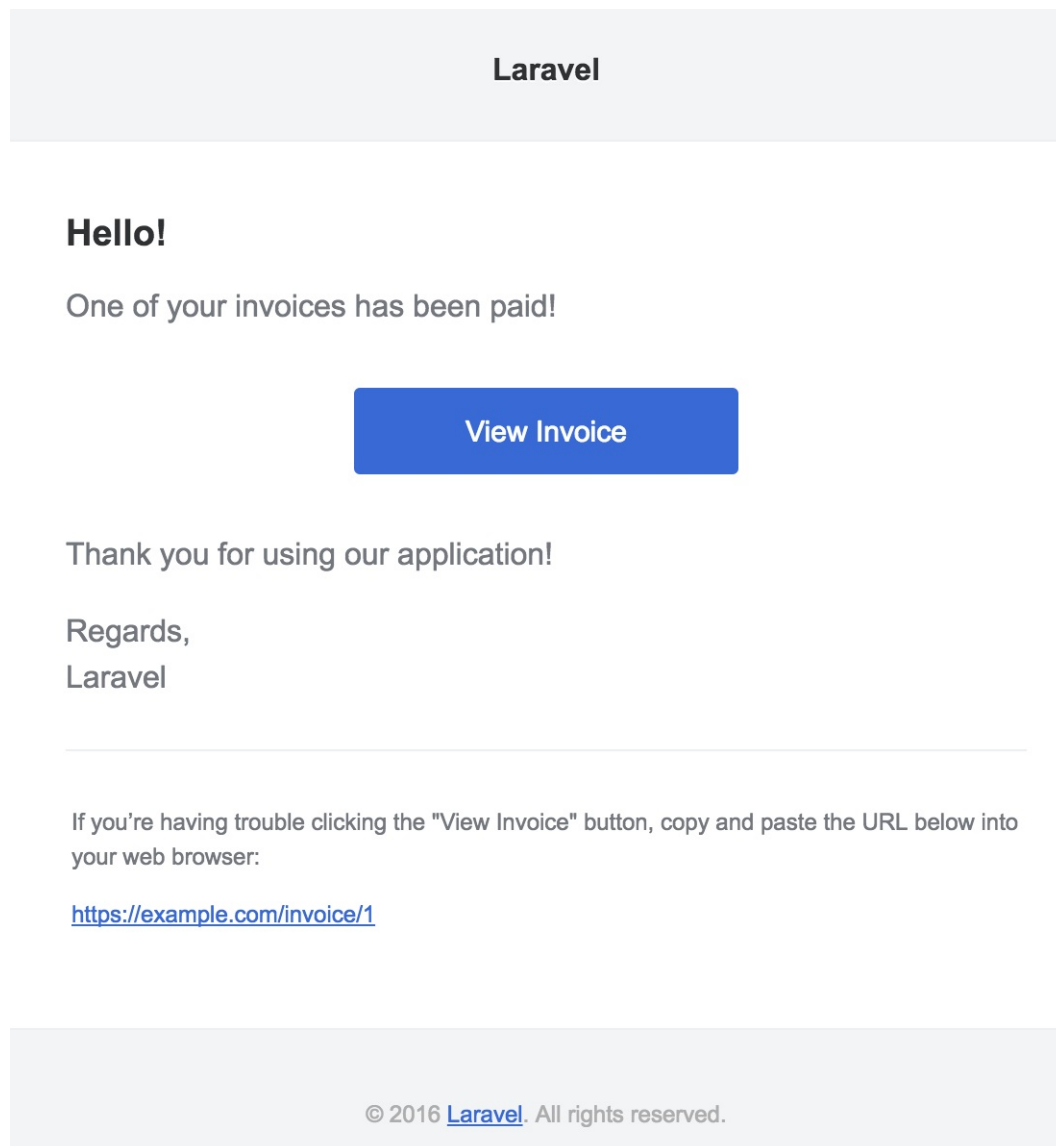 Laravel
Hello!
One of your invoices has been paid!
View Invoice
Thank you for using our application!
Regards,
Laravel
If you’re having trouble clicking the "View Invoice" button, copy and paste the URL below into
your web browser:
https://example.com/invoice/1
© 2016 Laravel. All rights reserved.